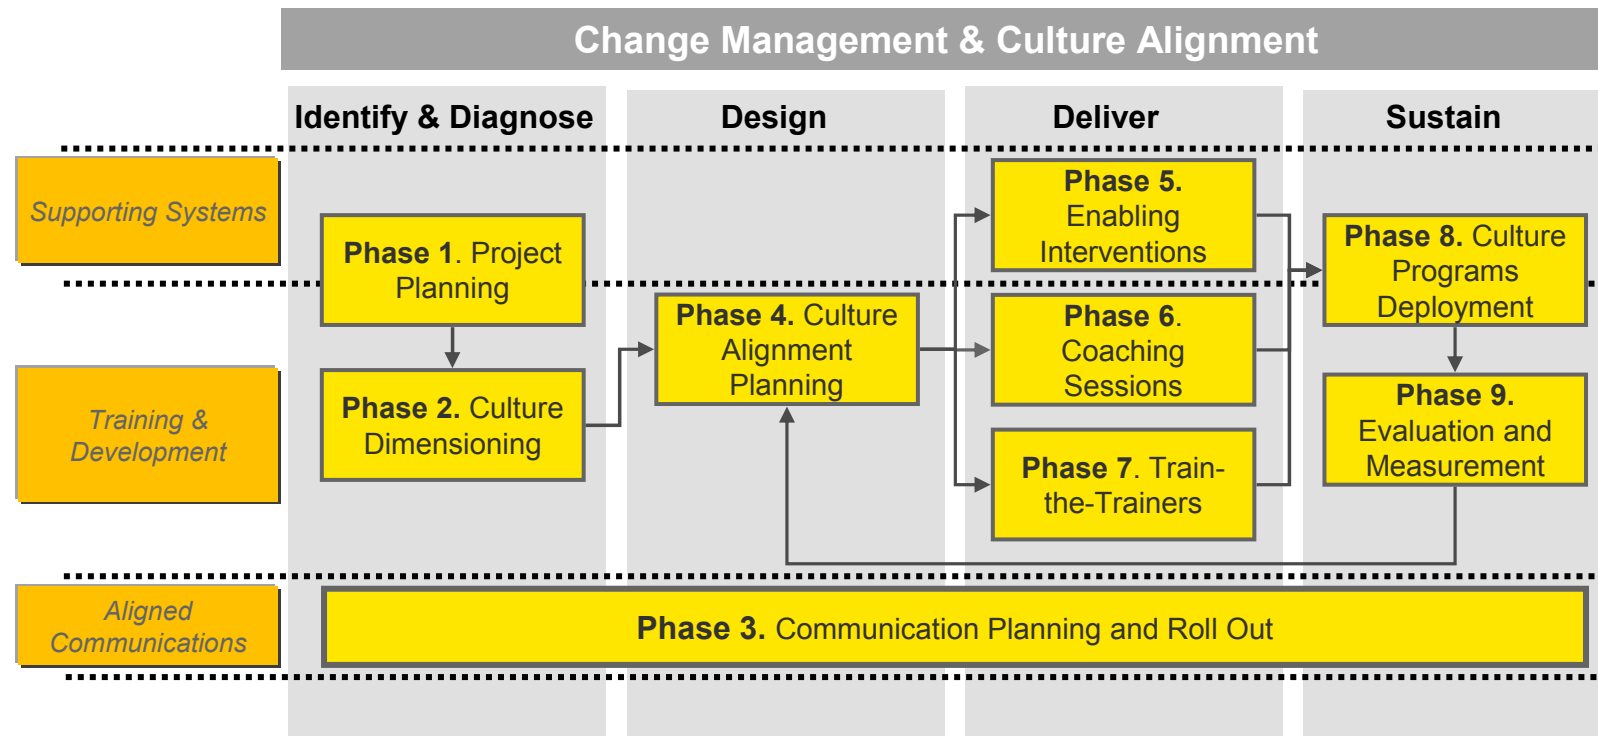 Change Management & Culture Alignment
Identify & Diagnose
Design
Deliver
Sustain
Supporting Systems
Phase 1. Project
Planning
Phase 2. Culture
Dimensioning
Phase 4. Culture
Alignment
Planning
Phase 5.
Enabling
Interventions
Phase 6.
Coaching
Sessions
Phase 7. Train-
the-Trainers
Phase 8. Culture
Programs
Deployment
Phase 9.
Evaluation and
Measurement
Training &
Development
Aligned
Communications
Phase 3. Communication Planning and Roll Out